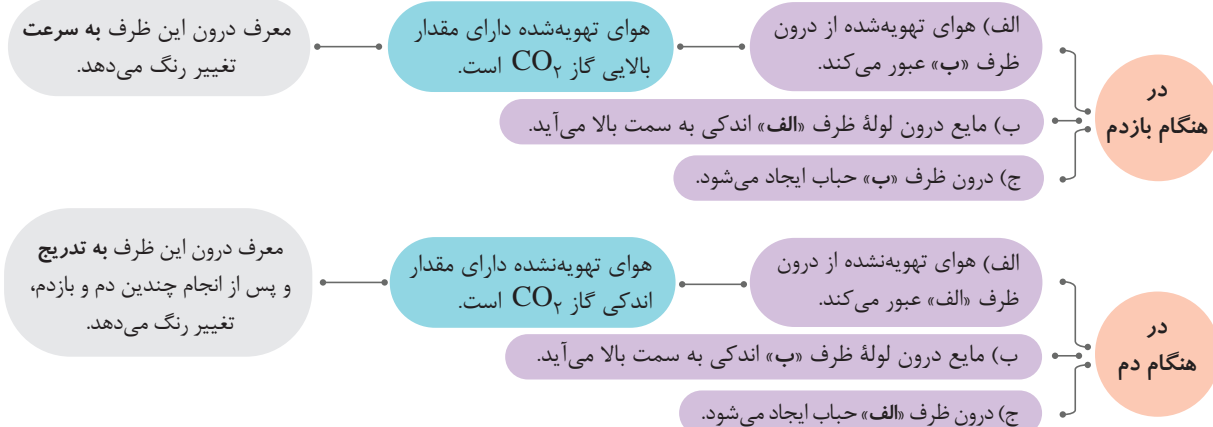 در
هنگام بازدم
الف) هوای تهویه‌شده از درون
ظرف «ب» عبور می‌کند.
هوای تهویه‌شده دارای مقدار
بالایی گاز CO₂ است.
معرف درون این ظرف به سرعت
تغییر رنگ می‌دهد.
ب) مایع درون لولهٔ ظرف «الف» اندکی به سمت بالا می‌آید.
ج) درون ظرف «ب» حباب ایجاد می‌شود.
در
هنگام دم
الف) هوای تهویه‌نشده از درون
ظرف «الف» عبور می‌کند.
هوای تهویه‌نشده دارای مقدار
اندکی گاز CO₂ است.
معرف درون این ظرف به تدریج
و پس از انجام چندین دم و بازدم،
تغییر رنگ می‌دهد.
ب) مایع درون لولهٔ ظرف «ب» اندکی به سمت بالا می‌آید.
ج) درون ظرف «الف» حباب ایجاد می‌شود.